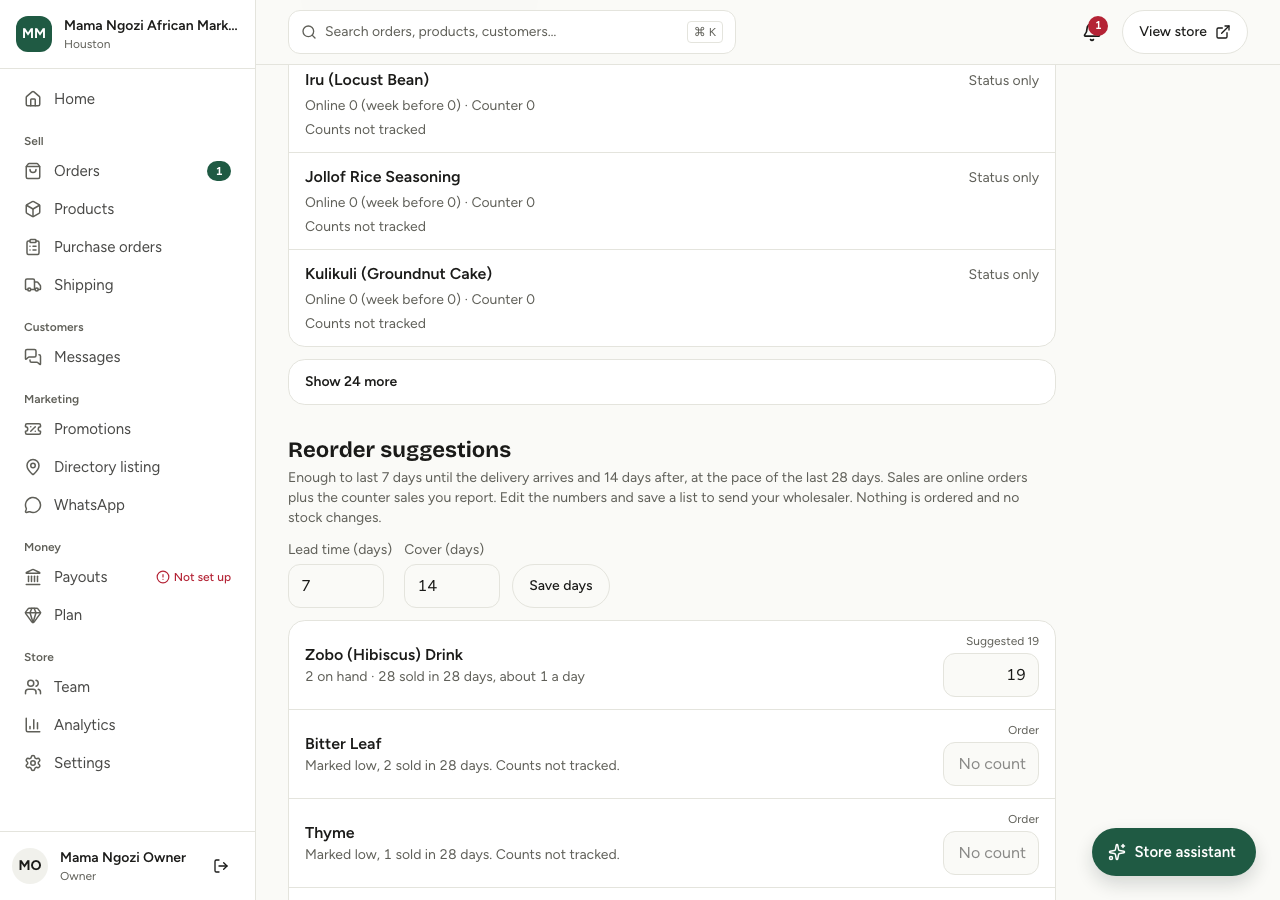 MM
Mama Ngozi African Mark...
Houston
Search orders, products, customers...
⌘ K
1
View store
Home
Sell
Orders
1
Products
Purchase orders
Shipping
Customers
Messages
Marketing
Promotions
Directory listing
WhatsApp
Money
Payouts
Not set up
Plan
Store
Team
Analytics
Settings
MO
Mama Ngozi Owner
Owner
Iru (Locust Bean)
Status only
Online 0 (week before 0) · Counter 0
Counts not tracked
Jollof Rice Seasoning
Status only
Online 0 (week before 0) · Counter 0
Counts not tracked
Kulikuli (Groundnut Cake)
Status only
Online 0 (week before 0) · Counter 0
Counts not tracked
Show 24 more
Reorder suggestions
Enough to last 7 days until the delivery arrives and 14 days after, at the pace of the last 28 days. Sales are online orders
plus the counter sales you report. Edit the numbers and save a list to send your wholesaler. Nothing is ordered and no
stock changes.
Lead time (days)
Cover (days)
7
14
Save days
Zobo (Hibiscus) Drink
2 on hand · 28 sold in 28 days, about 1 a day
Suggested 19
19
Bitter Leaf
Marked low, 2 sold in 28 days. Counts not tracked.
Order
No count
Thyme
Marked low, 1 sold in 28 days. Counts not tracked.
Order
No count
Store assistant